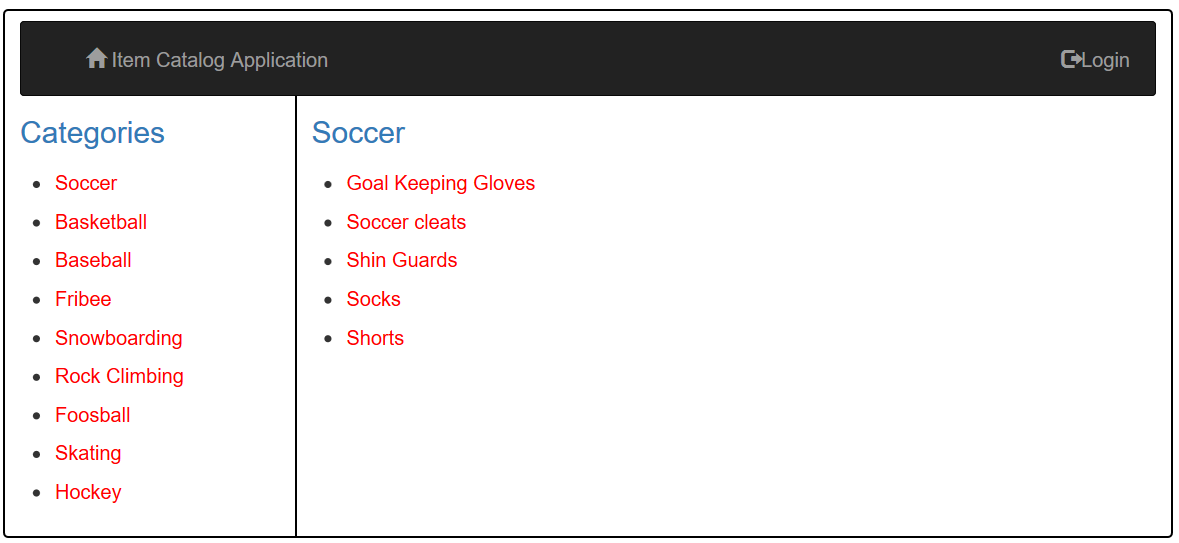 Item Catalog Application
Login
Categories
Soccer
Basketball
Baseball
Fribee
Snowboarding
Rock Climbing
Foosball
Skating
Hockey
Soccer
Goal Keeping Gloves
Soccer cleats
Shin Guards
Socks
Shorts